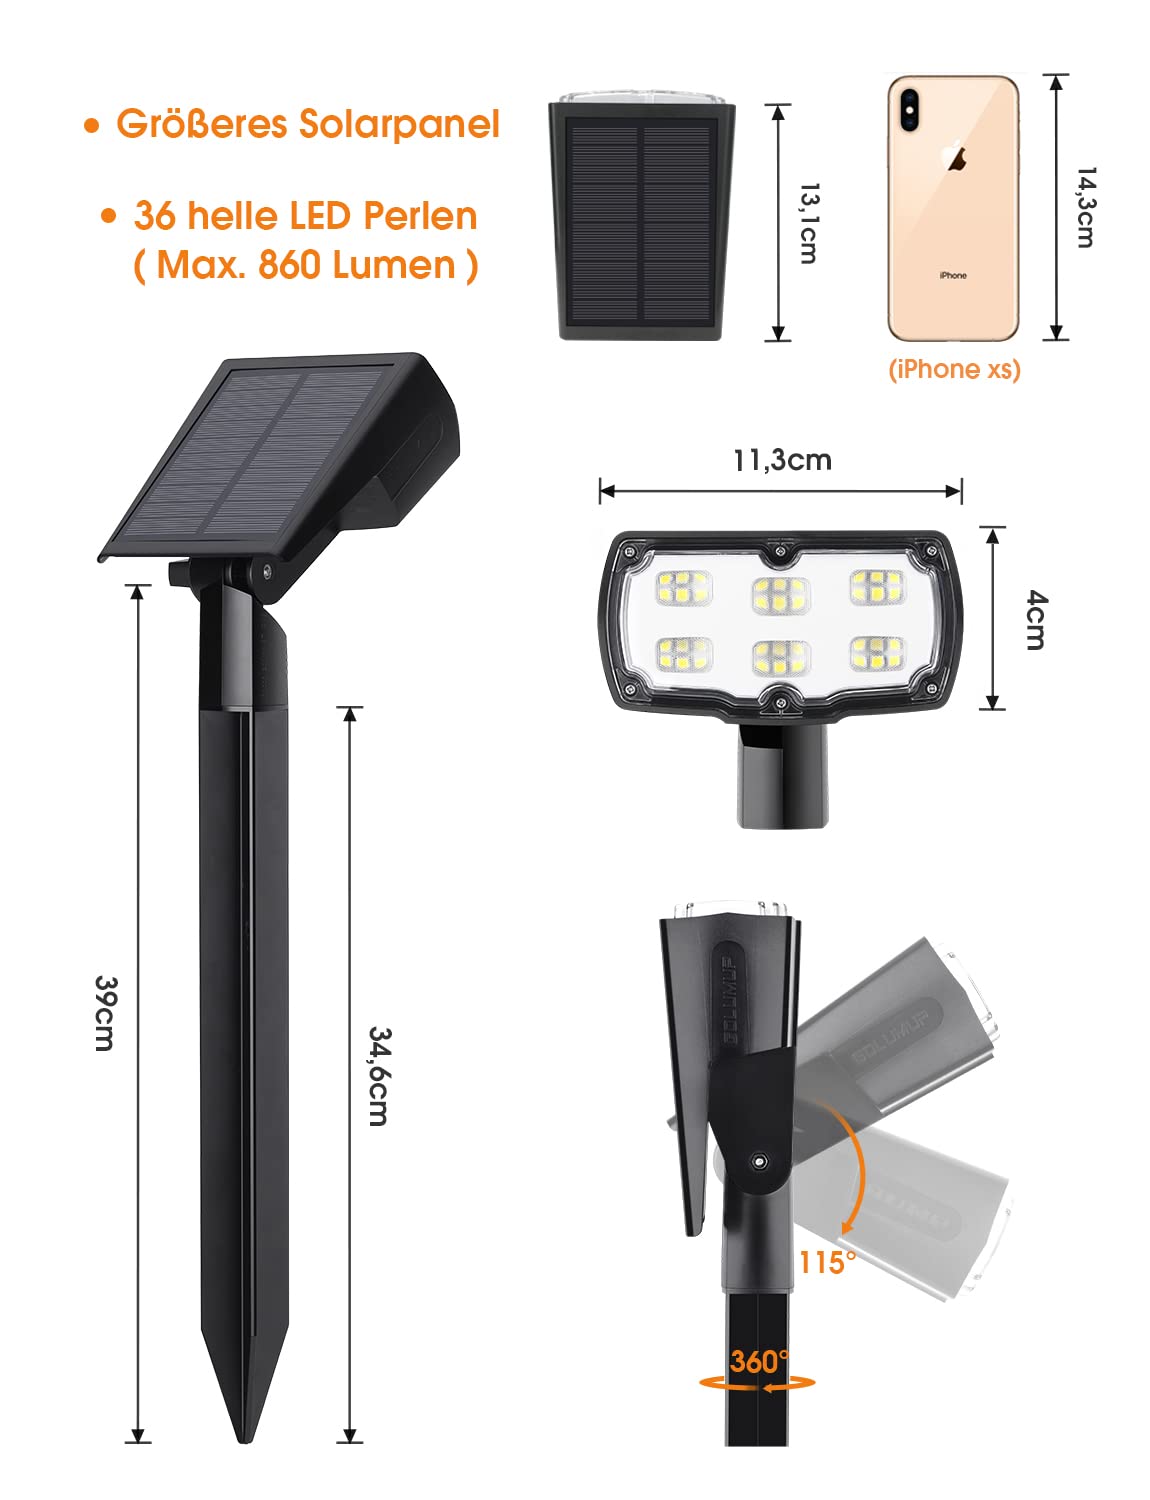 • Größeres Solarpanel
• 36 helle LED Perlen
( Max. 860 Lumen )
13,1cm
14,3cm
iPhone
(iPhone xs)
11,3cm
4cm
39cm
34,6cm
115°
360°